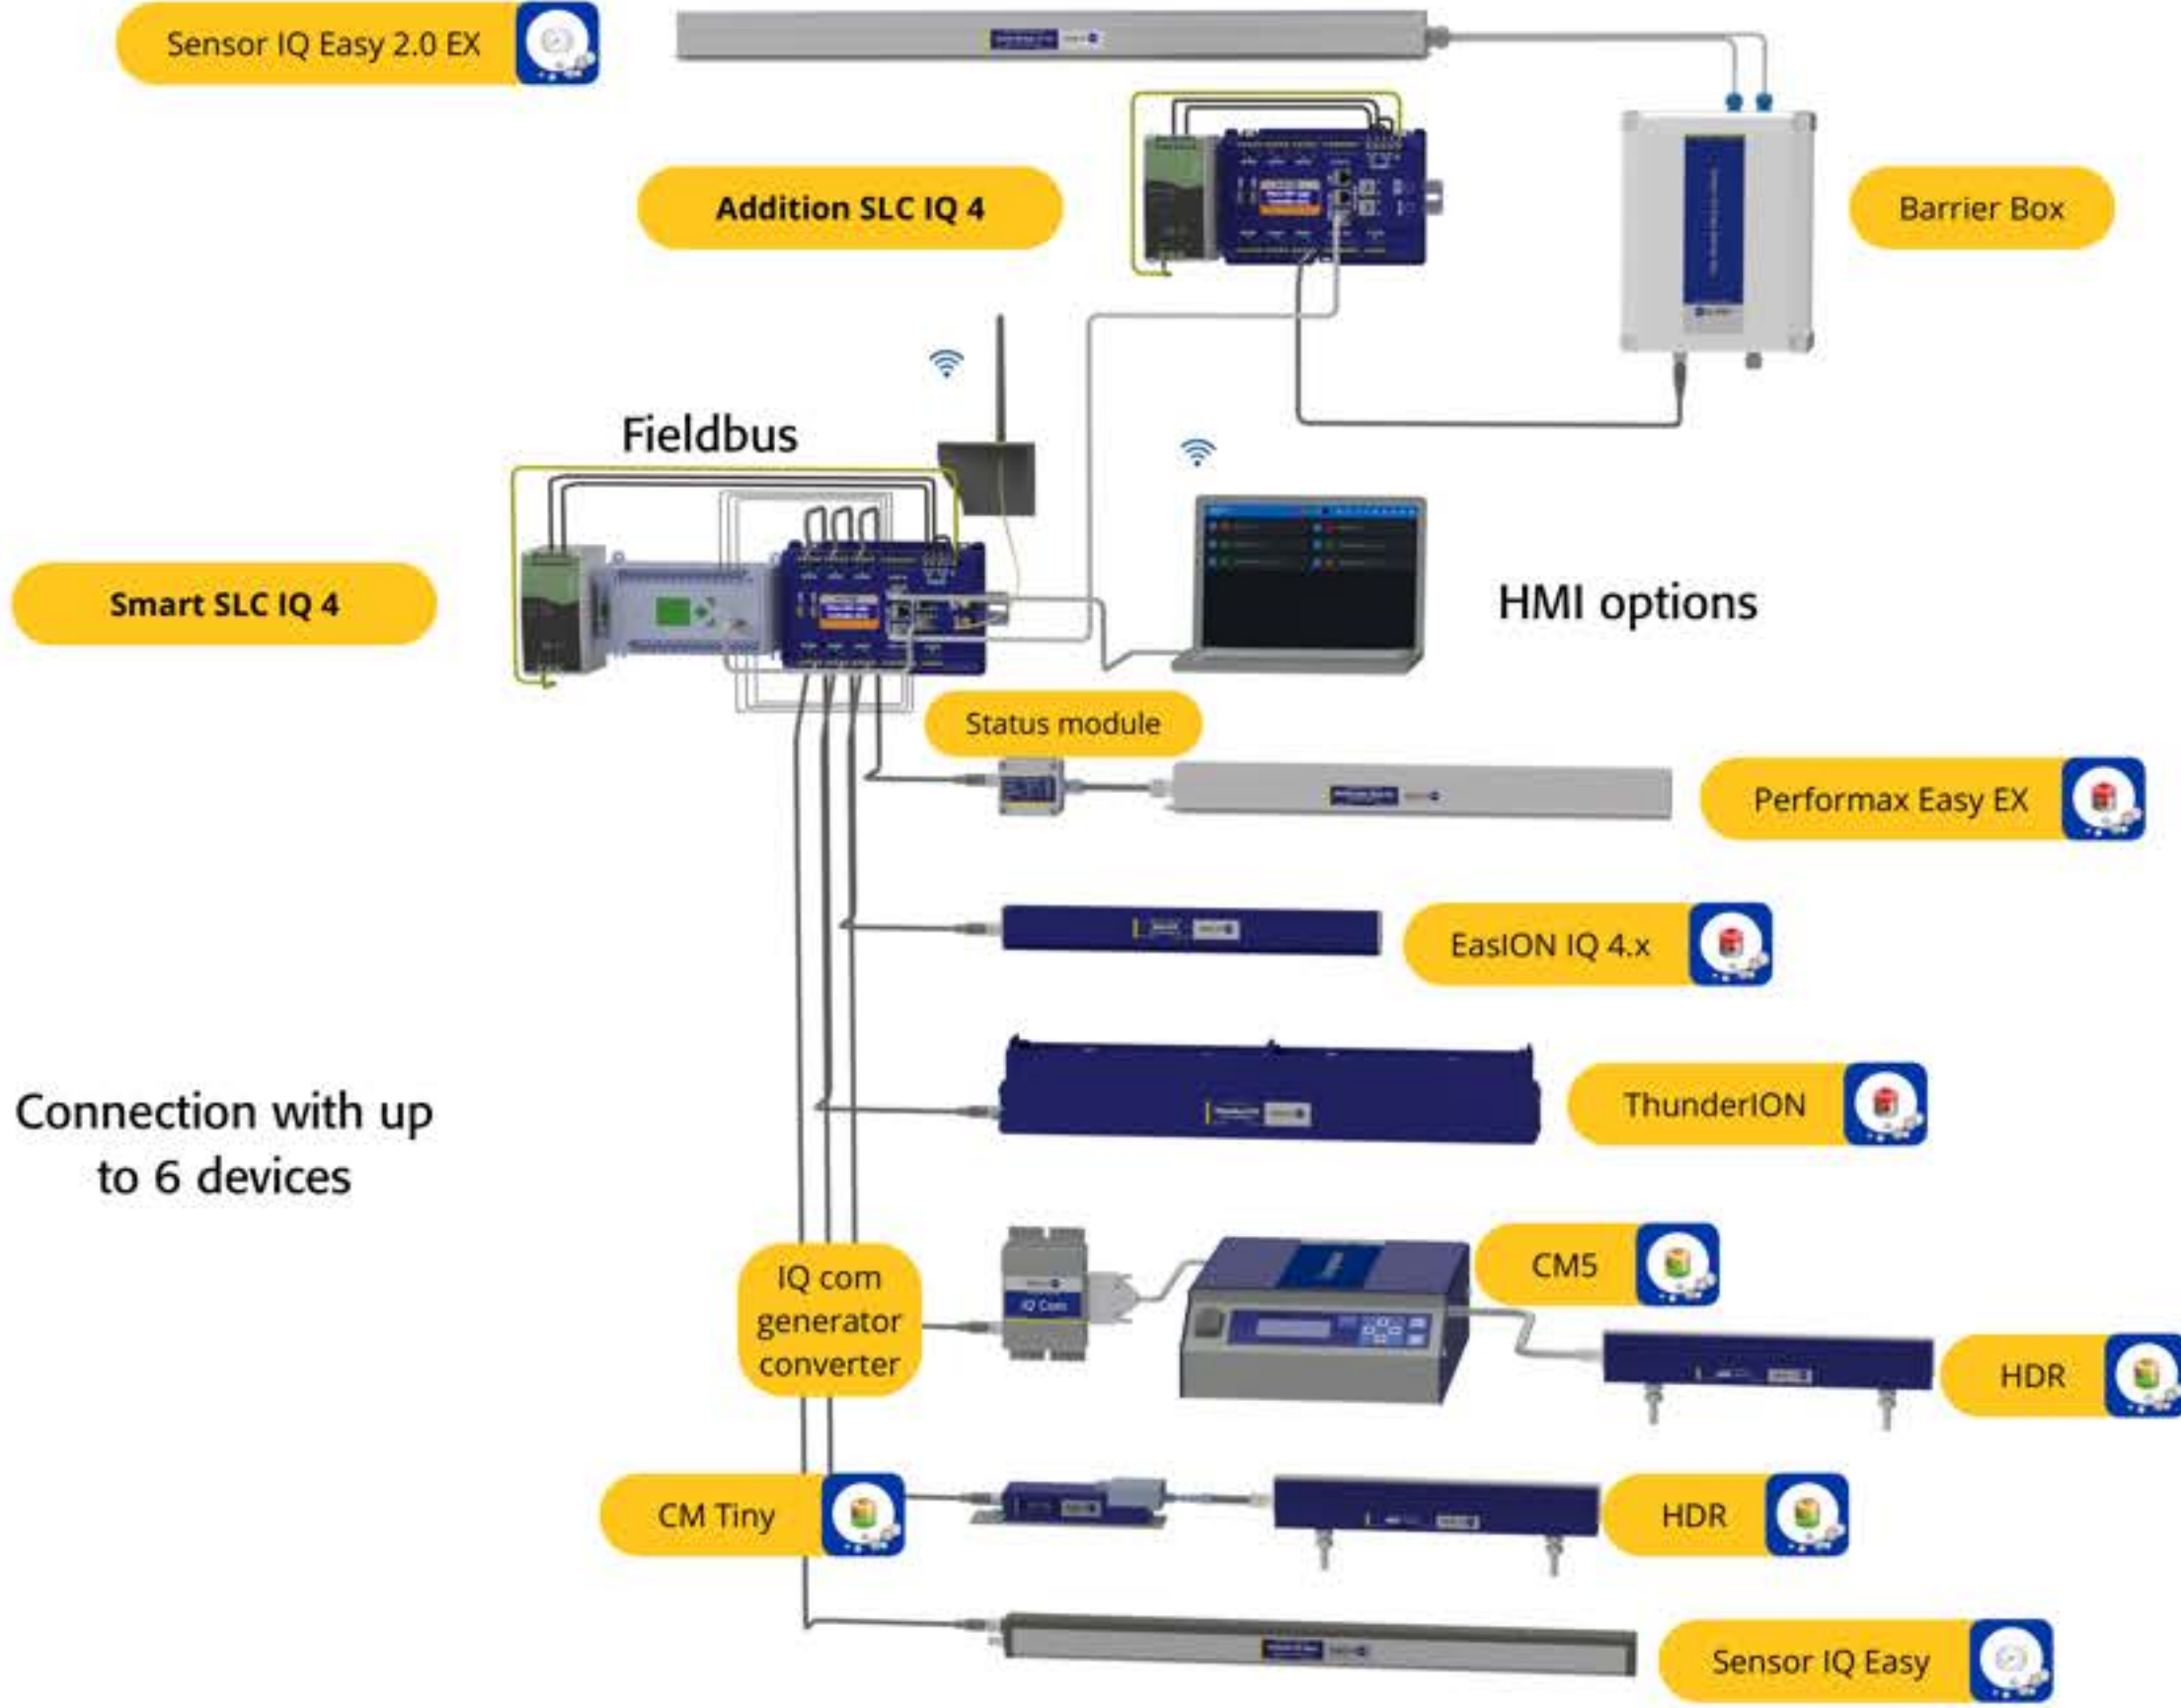 Sensor IQ Easy 2.0 EX
Addition SLC IQ 4
Barrier Box
Fieldbus
Smart SLC IQ 4
HMI options
Status module
Performax Easy EX
EasION IQ 4.x
Connection with up
to 6 devices
ThunderION
IQ com
generator
converter
IQ Com
CM5
HDR
CM Tiny
HDR
Sensor IQ Easy